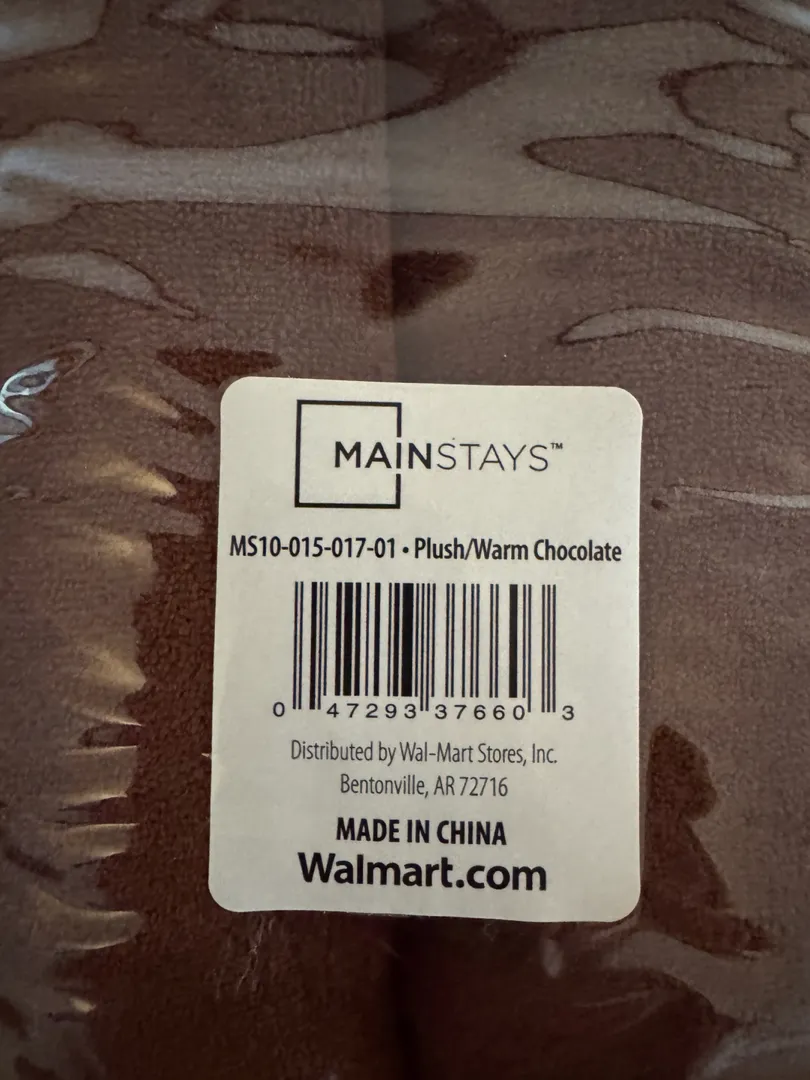 MAINSTAYS™
MS10-015-017-01 • Plush/Warm Chocolate
0 47293 37660 3
Distributed by Wal-Mart Stores, Inc.
Bentonville, AR 72716
MADE IN CHINA
Walmart.com